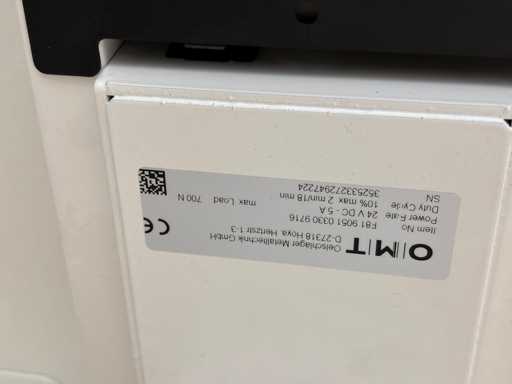 O|M|T
Oelschläger Metalltechnik GmbH
D-27318 Hoya, Hertzstr.1-3
Item No F81 9051 0330 9716
Power Rate 24 V DC - 5 A
Duty Cycle 10% max 2 min/18 min
max. Load 700 N
SN 352533272947224
CE